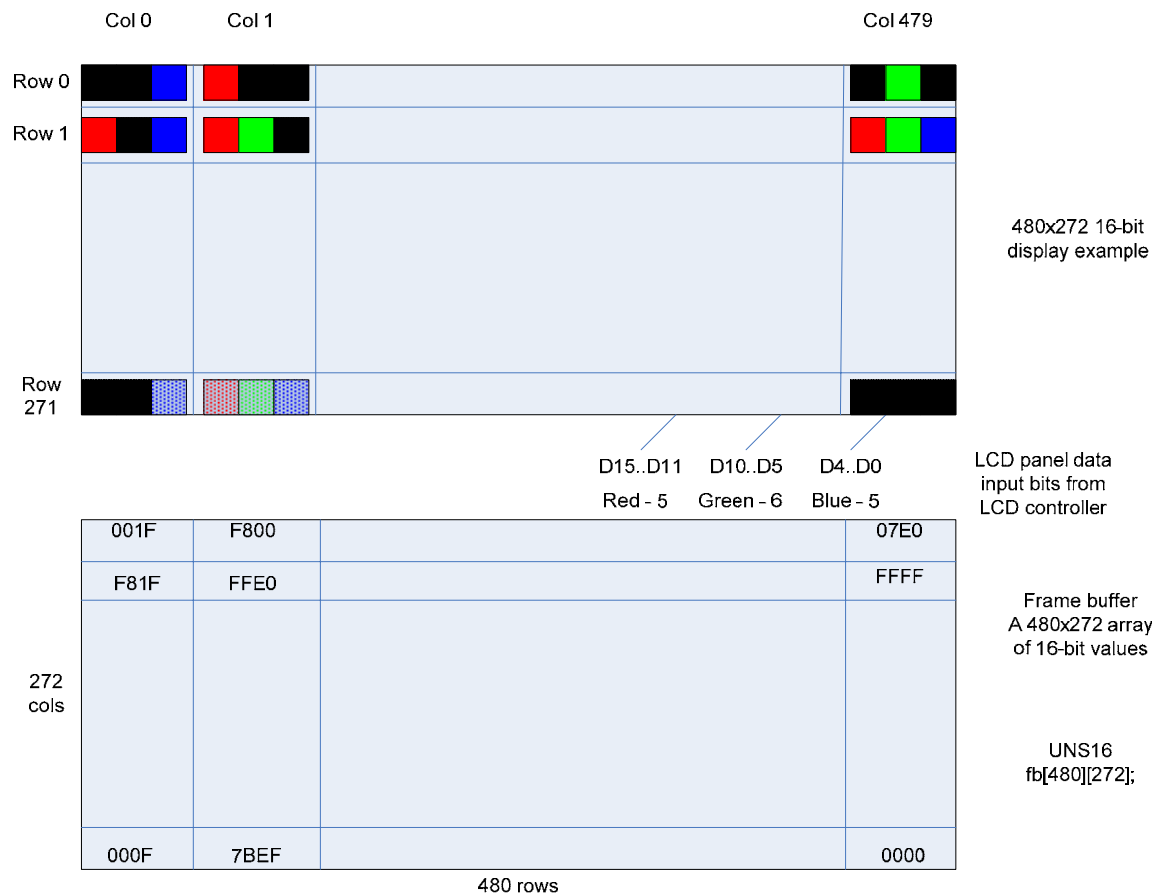 Col 0
Col 1
Col 479
Row 0
Row 1
480x272 16-bit
display example
Row
271
D15..D11
D10..D5
D4..D0
Red - 5
Green - 6
Blue - 5
LCD panel data
input bits from
LCD controller
001F
F800
07E0
F81F
FFE0
FFFF
Frame buffer
A 480x272 array
of 16-bit values
272
cols
UNS16
fb[480][272];
000F
7BEF
0000
480 rows